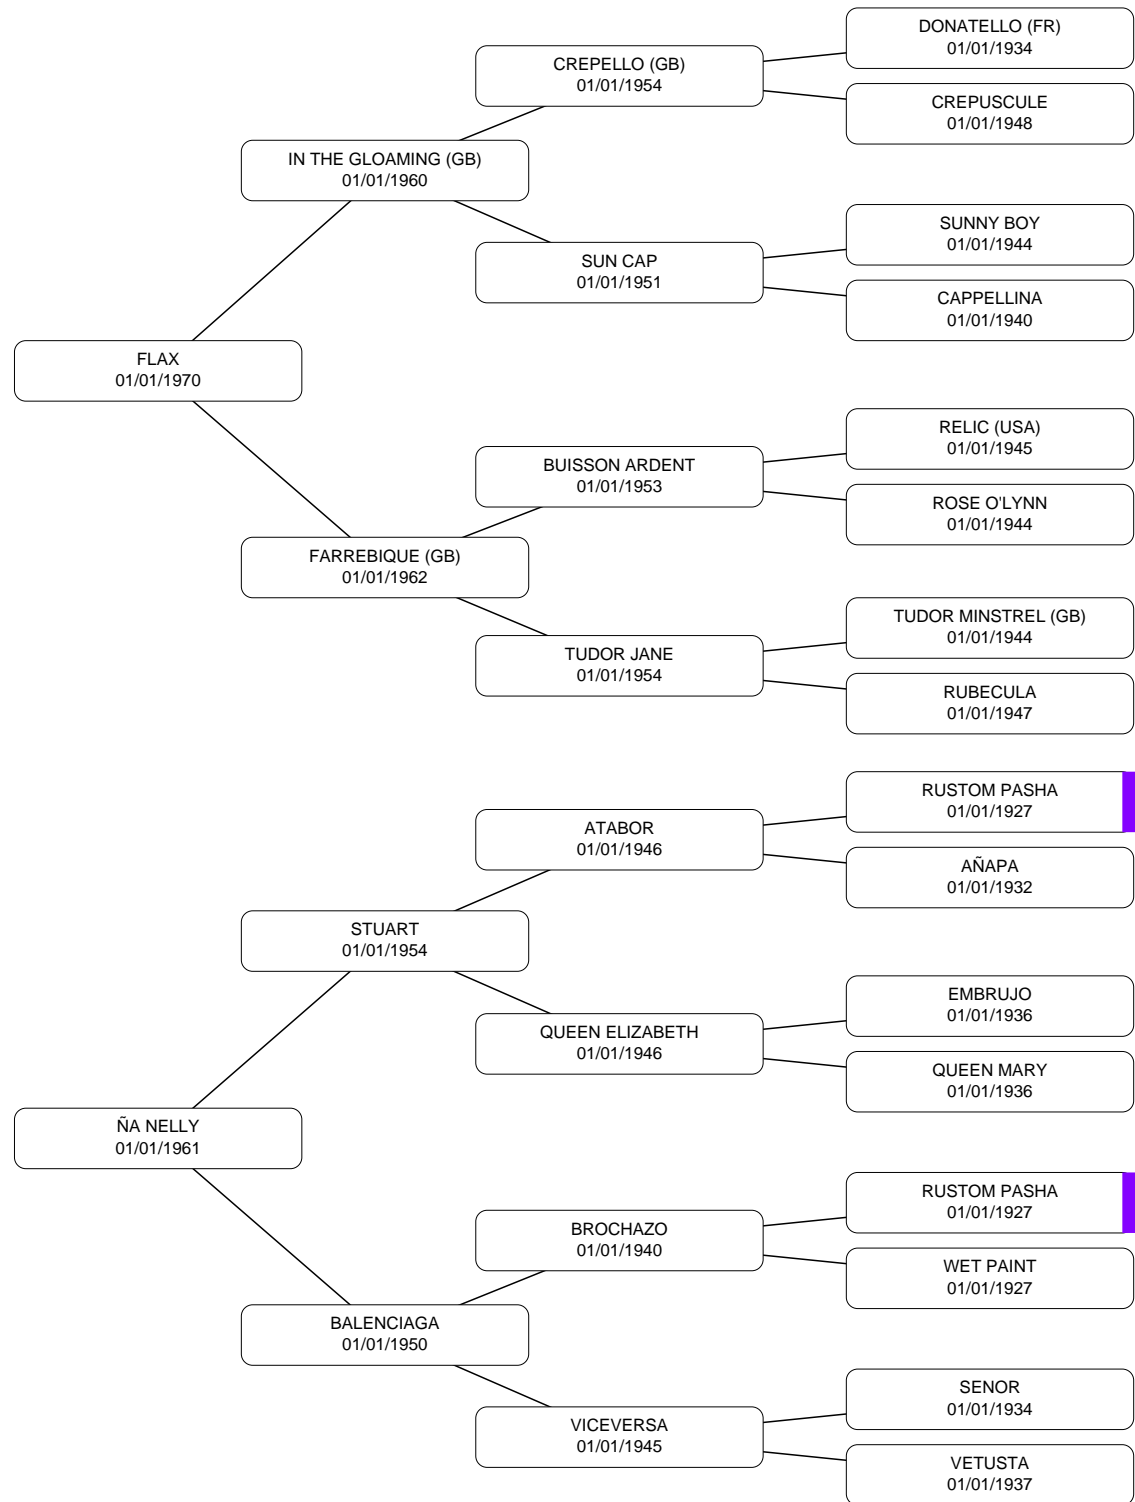 DONATELLO (FR)
01/01/1934
CREPELLO (GB)
01/01/1954
CREPUSCULE
01/01/1948
IN THE GLOAMING (GB)
01/01/1960
SUNNY BOY
01/01/1944
SUN CAP
01/01/1951
CAPPELLINA
01/01/1940
FLAX
01/01/1970
RELIC (USA)
01/01/1945
BUISSON ARDENT
01/01/1953
ROSE O'LYNN
01/01/1944
FARREBIQUE (GB)
01/01/1962
TUDOR MINSTREL (GB)
01/01/1944
TUDOR JANE
01/01/1954
RUBECULA
01/01/1947
RUSTOM PASHA
01/01/1927
ATABOR
01/01/1946
AÑAPA
01/01/1932
STUART
01/01/1954
EMBRUJO
01/01/1936
QUEEN ELIZABETH
01/01/1946
QUEEN MARY
01/01/1936
ÑA NELLY
01/01/1961
RUSTOM PASHA
01/01/1927
BROCHAZO
01/01/1940
WET PAINT
01/01/1927
BALENCIAGA
01/01/1950
SENOR
01/01/1934
VICEVERSA
01/01/1945
VETUSTA
01/01/1937